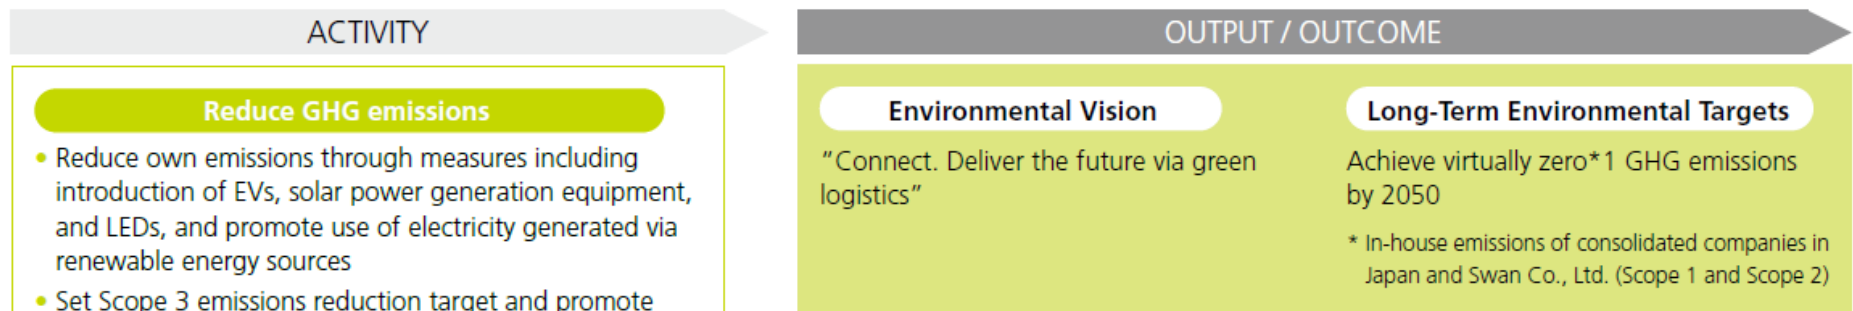 ACTIVITY
Reduce GHG emissions
• Reduce own emissions through measures including
introduction of EVs, solar power generation equipment,
and LEDs, and promote use of electricity generated via
renewable energy sources
• Set Scope 3 emissions reduction target and promote
OUTPUT / OUTCOME
Environmental Vision
"Connect. Deliver the future via green
logistics"
Long-Term Environmental Targets
Achieve virtually zero*1 GHG emissions
by 2050
* In-house emissions of consolidated companies in
Japan and Swan Co., Ltd. (Scope 1 and Scope 2)